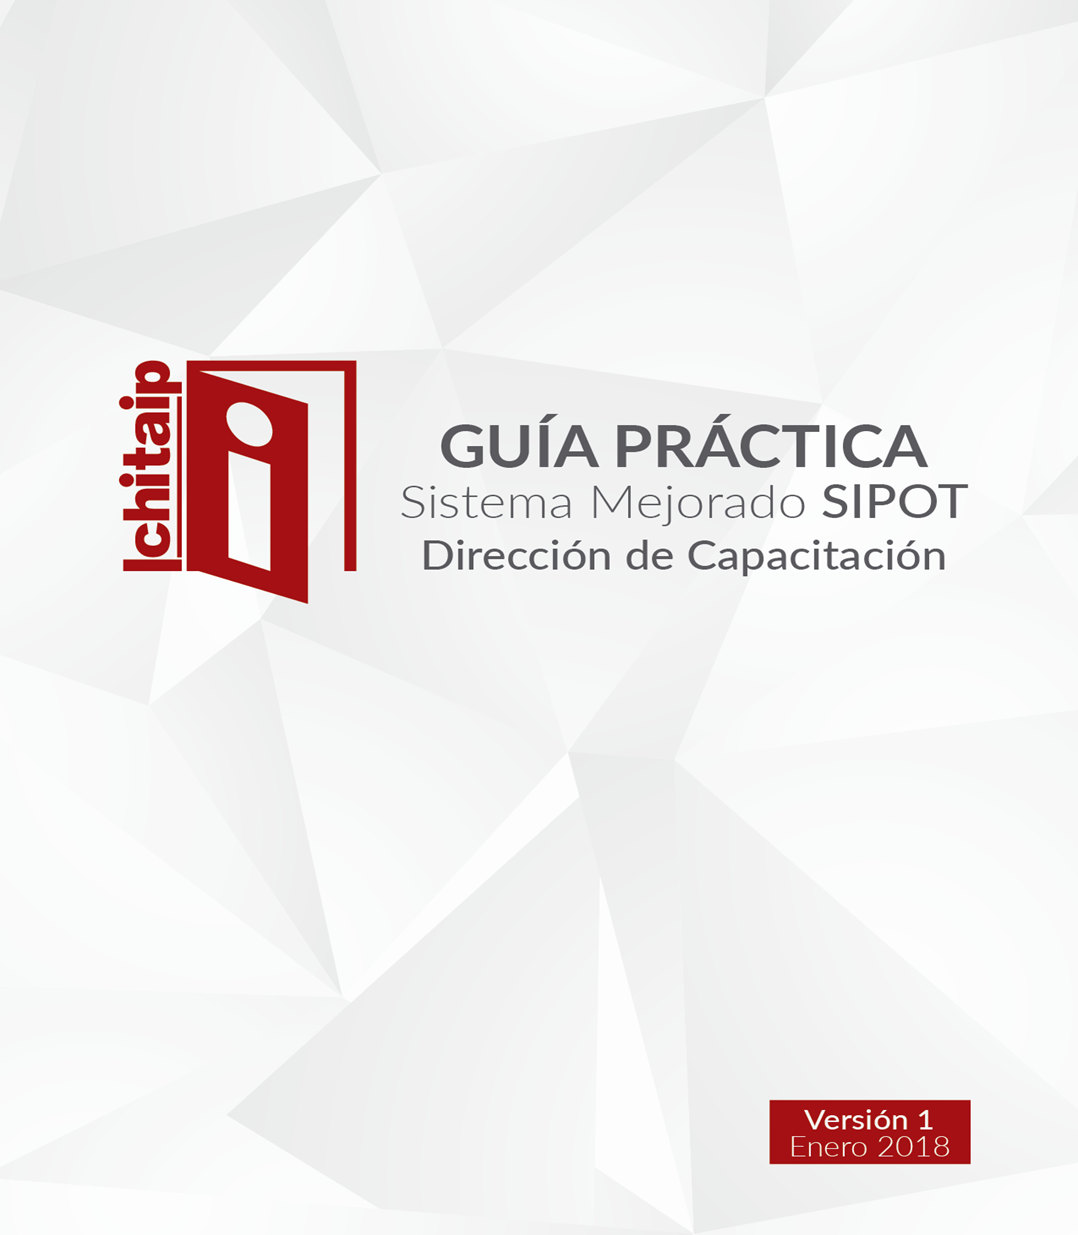 Ichitaip
GUÍA PRÁCTICA
Sistema Mejorado SIPOT
Dirección de Capacitación
Versión 1
Enero 2018